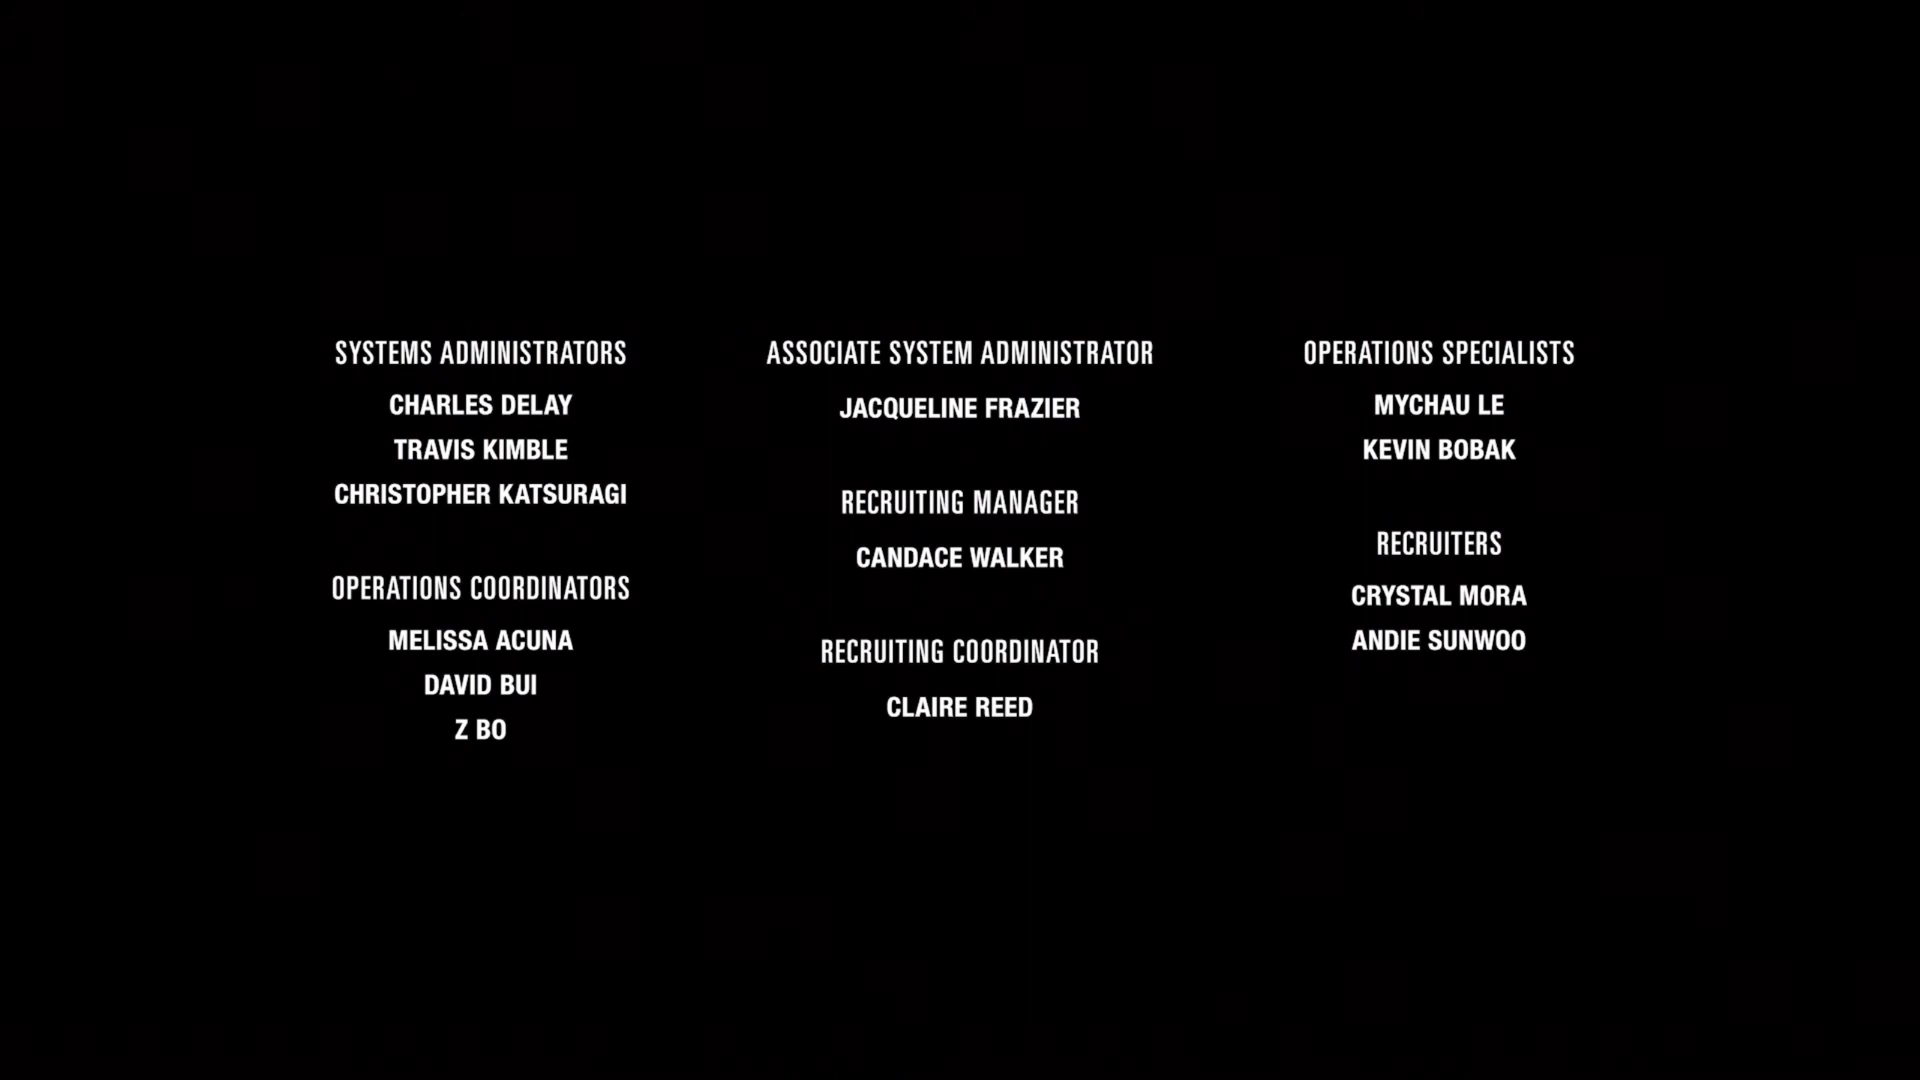 SYSTEMS ADMINISTRATORS
CHARLES DELAY
TRAVIS KIMBLE
CHRISTOPHER KATSURAGI
OPERATIONS COORDINATORS
MELISSA ACUNA
DAVID BUI
Z BO
ASSOCIATE SYSTEM ADMINISTRATOR
JACQUELINE FRAZIER
RECRUITING MANAGER
CANDACE WALKER
RECRUITING COORDINATOR
CLAIRE REED
OPERATIONS SPECIALISTS
MYCHAU LE
KEVIN BOBAK
RECRUITERS
CRYSTAL MORA
ANDIE SUNWOO